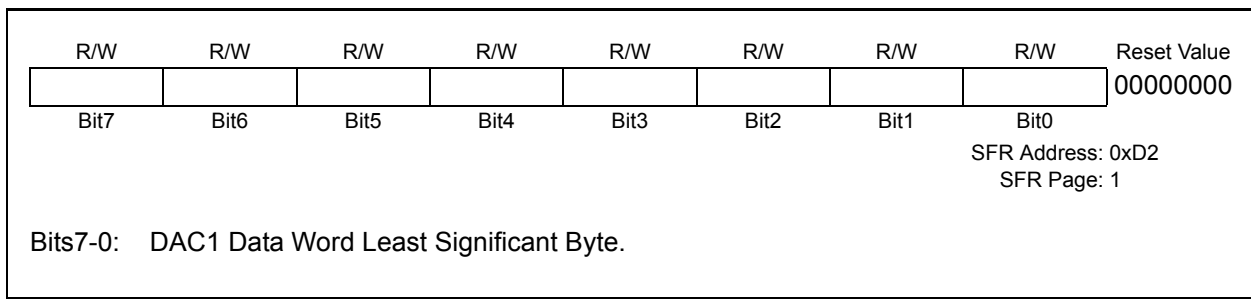 R/W R/W R/W R/W R/W R/W R/W R/W Reset Value
00000000
Bit7 Bit6 Bit5 Bit4 Bit3 Bit2 Bit1 Bit0
SFR Address: 0xD2
SFR Page: 1
Bits7-0: DAC1 Data Word Least Significant Byte.